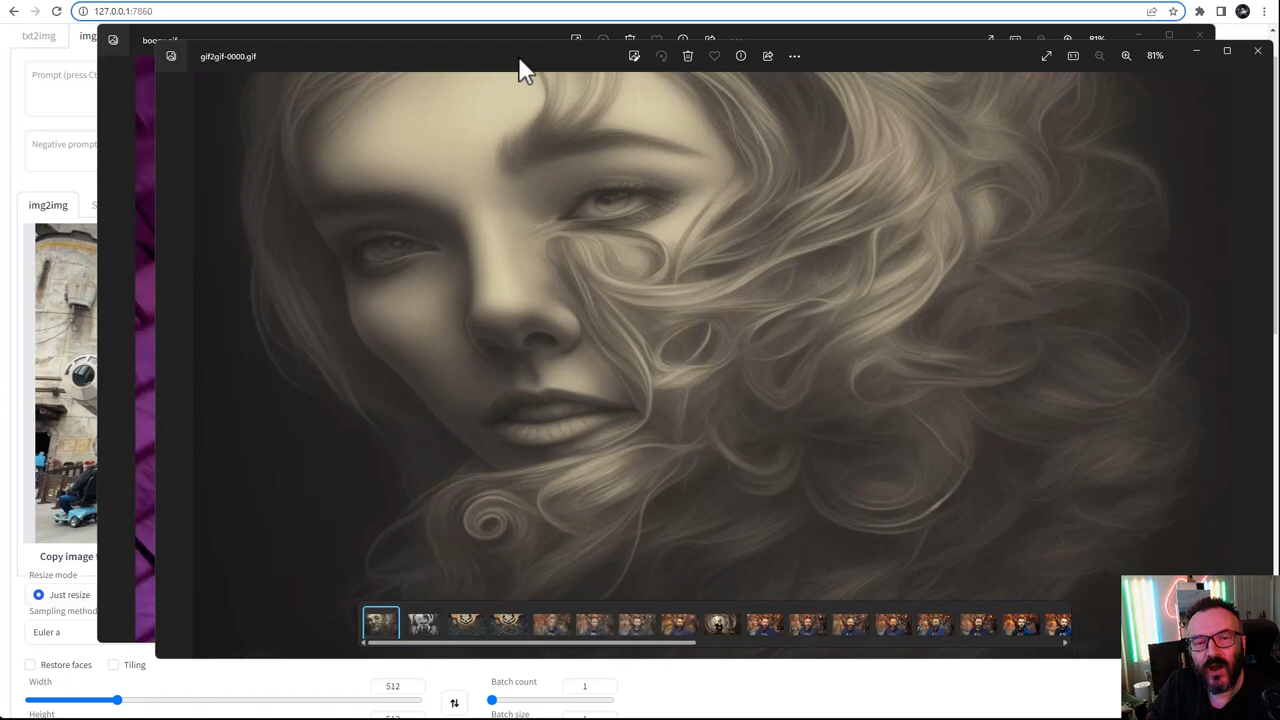 127.0.0.1:7860
txt2img
gif2gif-0000.gif
81%
81%
Prompt (press Ct
Negative prompt
img2img
Copy image
Resize mode
Just resize
Sampling method
Euler a
Restore faces
Tiling
Width
512
Batch count
1
Height
Batch size